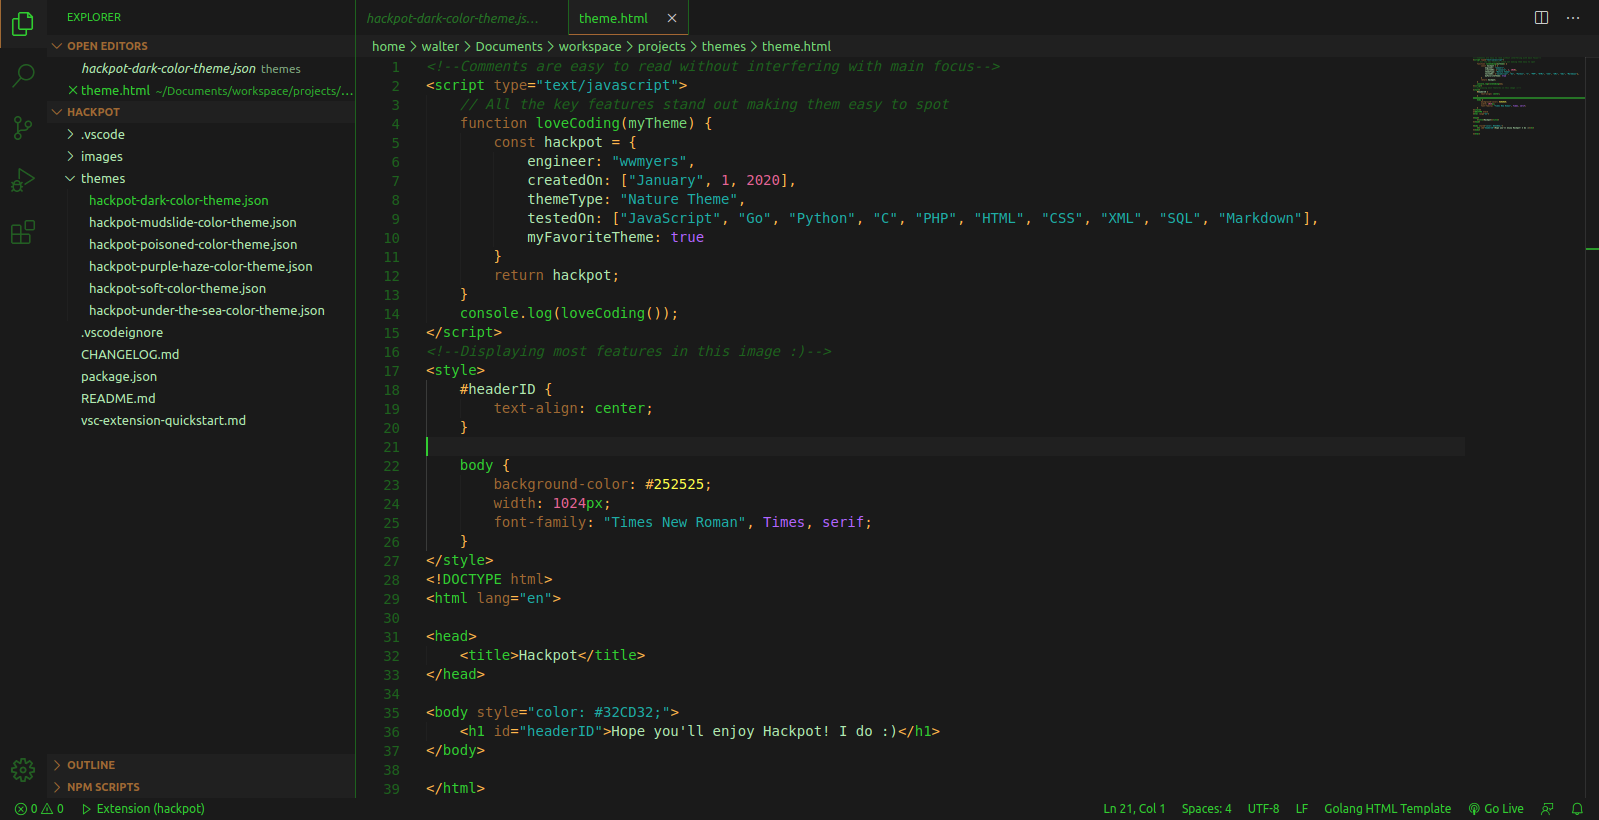 EXPLORER
OPEN EDITORS
hackpot-dark-color-theme.json themes
theme.html ~/Documents/workspace/projects/...
HACKPOT
.vscode
images
themes
hackpot-dark-color-theme.json
hackpot-mudslide-color-theme.json
hackpot-poisoned-color-theme.json
hackpot-purple-haze-color-theme.json
hackpot-soft-color-theme.json
hackpot-under-the-sea-color-theme.json
.vscodeignore
CHANGELOG.md
package.json
README.md
vsc-extension-quickstart.md
OUTLINE
NPM SCRIPTS
hackpot-dark-color-theme.js... theme.html
home > walter > Documents > workspace > projects > themes > theme.html
1 <!--Comments are easy to read without interfering with main focus-->
2 <script type="text/javascript">
3 // All the key features stand out making them easy to spot
4 function loveCoding(myTheme) {
5 const hackpot = {
6 engineer: "wwmyers",
7 createdOn: ["January", 1, 2020],
8 themeType: "Nature Theme",
9 testedOn: ["JavaScript", "Go", "Python", "C", "PHP", "HTML", "CSS", "XML", "SQL", "Markdown"],
10 myFavoriteTheme: true
11 }
12 return hackpot;
13 }
14 console.log(loveCoding());
15 </script>
16 <!--Displaying most features in this image :)-->
17 <style>
18 #headerID {
19 text-align: center;
20 }
21
22 body {
23 background-color: #252525;
24 width: 1024px;
25 font-family: "Times New Roman", Times, serif;
26 }
27 </style>
28 <!DOCTYPE html>
29 <html lang="en">
30
31 <head>
32 <title>Hackpot</title>
33 </head>
34
35 <body style="color: #32CD32;">
36 <h1 id="headerID">Hope you'll enjoy Hackpot! I do :)</h1>
37 </body>
38
39 </html>
0 0 Extension (hackpot) Ln 21, Col 1 Spaces: 4 UTF-8 LF Golang HTML Template Go Live